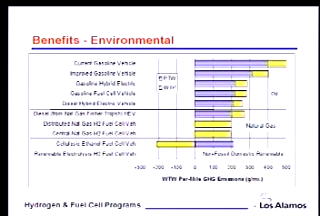 Benefits - Environmental
Current Gasoline Vehicle
Improved Gasoline Vehicle
Gasoline Hybrid Electric
Gasoline Fuel Cell Vehicle
Diesel Hybrid Electric Vehicle
Oil
Distributed Nat Gas H2 Fuel Cell Veh
Central Nat Gas H2 Fuel Cell Veh
Natural Gas
Cellulosic Ethanol Fuel Cell Veh
Renewable Electrolysis H2 Fuel Cell Veh
Non-Fossil Domestic Renewable
-300 -200 -100 0 100 200 300 400 500
WTW Per-Mile GHG Emissions (g/mi.)
Hydrogen & Fuel Cell Programs
Los Alamos